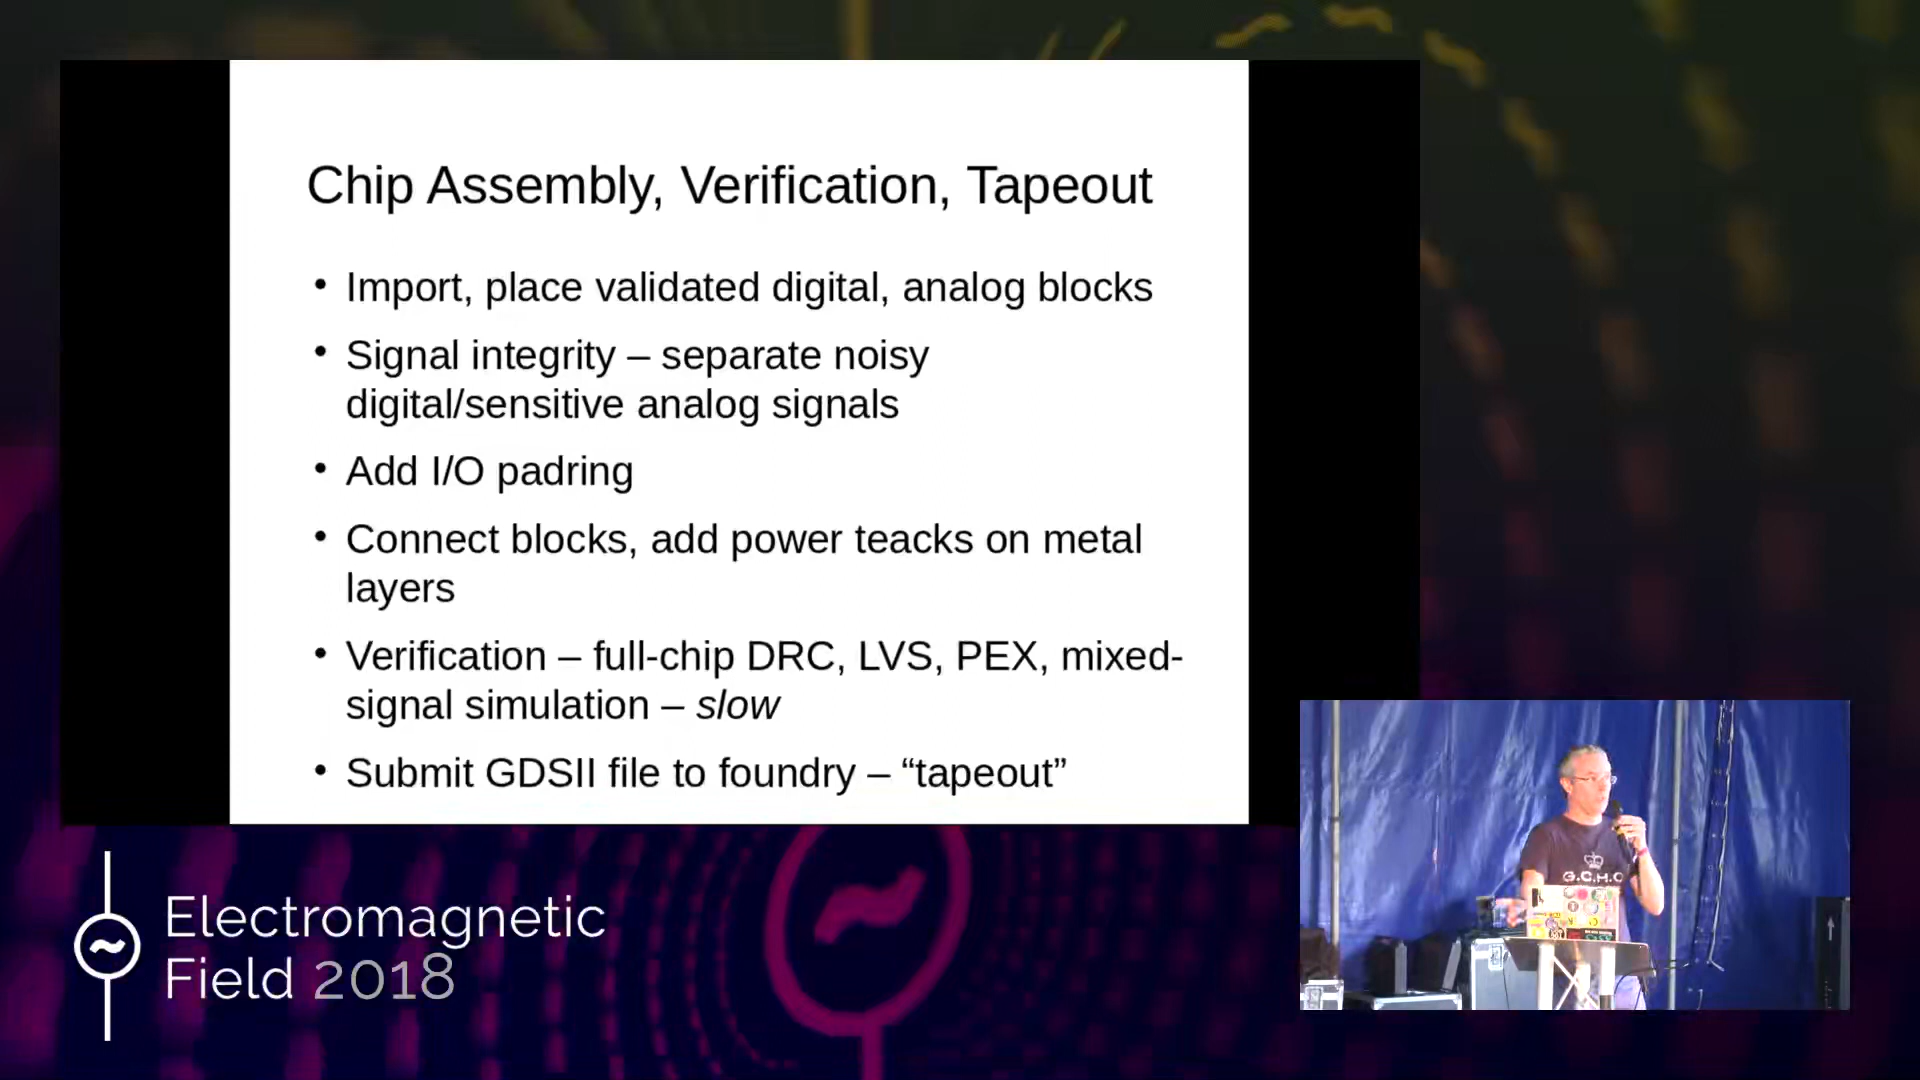 Chip Assembly, Verification, Tapeout
• Import, place validated digital, analog blocks
• Signal integrity – separate noisy
digital/sensitive analog signals
• Add I/O padring
• Connect blocks, add power teacks on metal
layers
• Verification – full-chip DRC, LVS, PEX, mixed-
signal simulation – slow
• Submit GDSII file to foundry – “tapeout”
Electromagnetic
Field 2018
G.C.H.Q